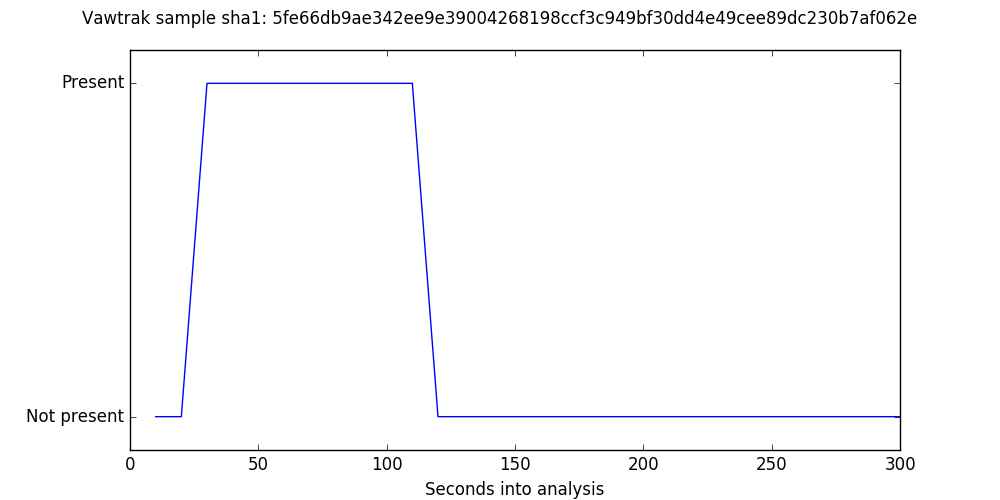 Vawtrak sample sha1: 5fe66db9ae342ee9e39004268198ccf3c949bf30dd4e49cee89dc230b7af062e
Present
Not present
0 50 100 150 200 250 300
Seconds into analysis